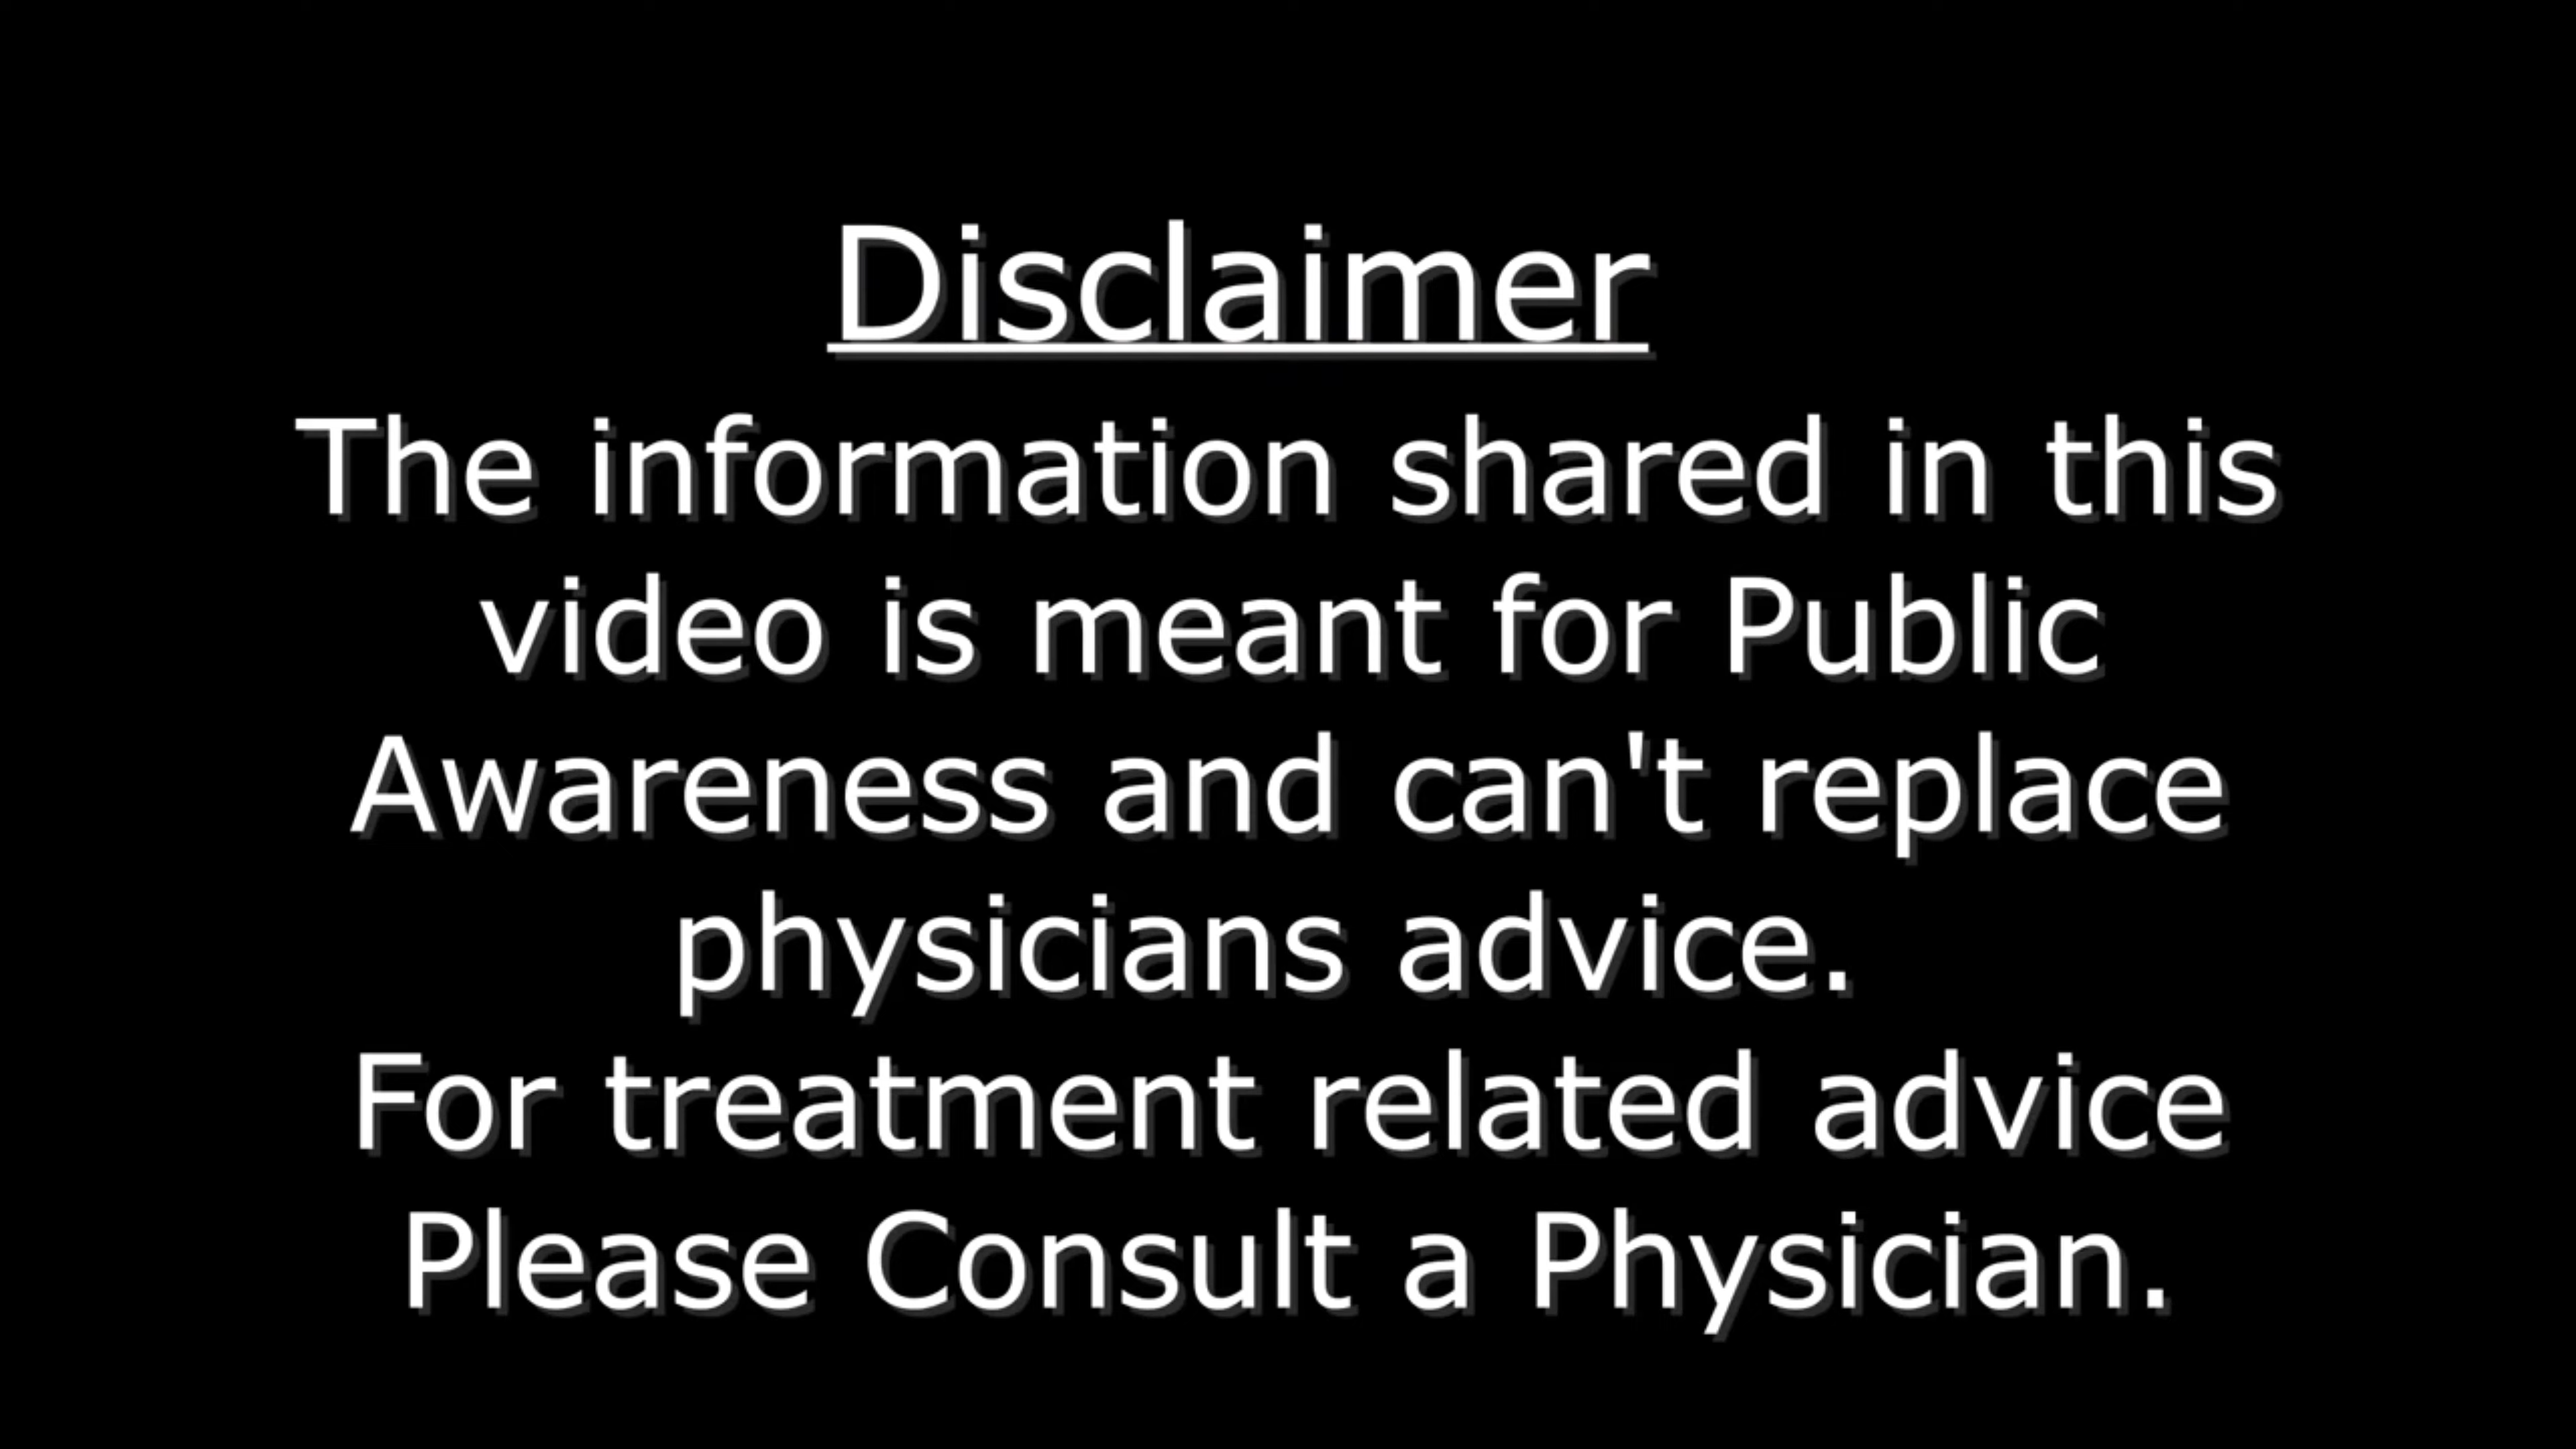 Disclaimer
The information shared in this
video is meant for Public
Awareness and can't replace
physicians advice.
For treatment related advice
Please Consult a Physician.